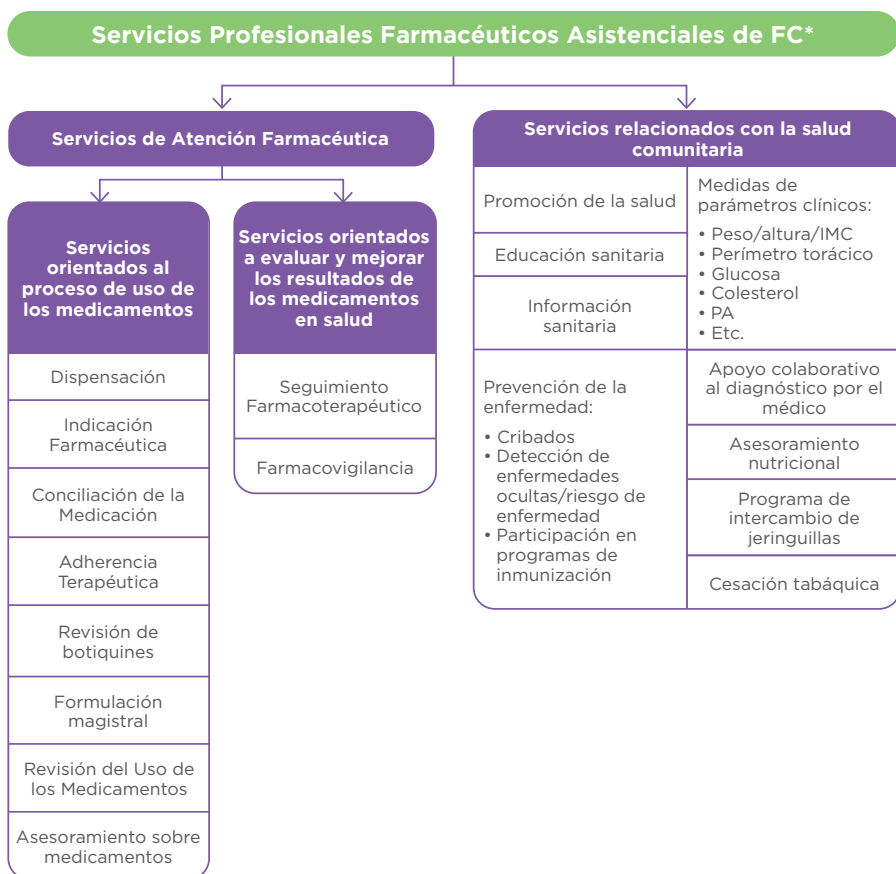 Servicios Profesionales Farmacéuticos Asistenciales de FC*
Servicios de Atención Farmacéutica
Servicios
orientados al
proceso de uso de
los medicamentos
Dispensación
Indicación
Farmacéutica
Conciliación de la
Medicación
Adherencia
Terapéutica
Revisión de
botiquines
Formulación
magistral
Revisión del Uso de
los Medicamentos
Asesoramiento sobre
medicamentos
Servicios orientados
a evaluar y mejorar
los resultados de
los medicamentos
en salud
Seguimiento
Farmacoterapéutico
Farmacovigilancia
Servicios relacionados con la salud
comunitaria
Promoción de la salud
Educación sanitaria
Información
sanitaria
Prevención de la
enfermedad:
• Cribados
• Detección de
enfermedades
ocultas/riesgo de
enfermedad
• Participación en
programas de
inmunización
Medidas de
parámetros clínicos:
• Peso/altura/IMC
• Perímetro torácico
• Glucosa
• Colesterol
• PA
• Etc.
Apoyo colaborativo
al diagnóstico por el
médico
Asesoramiento
nutricional
Programa de
intercambio de
jeringuillas
Cesación tabáquica